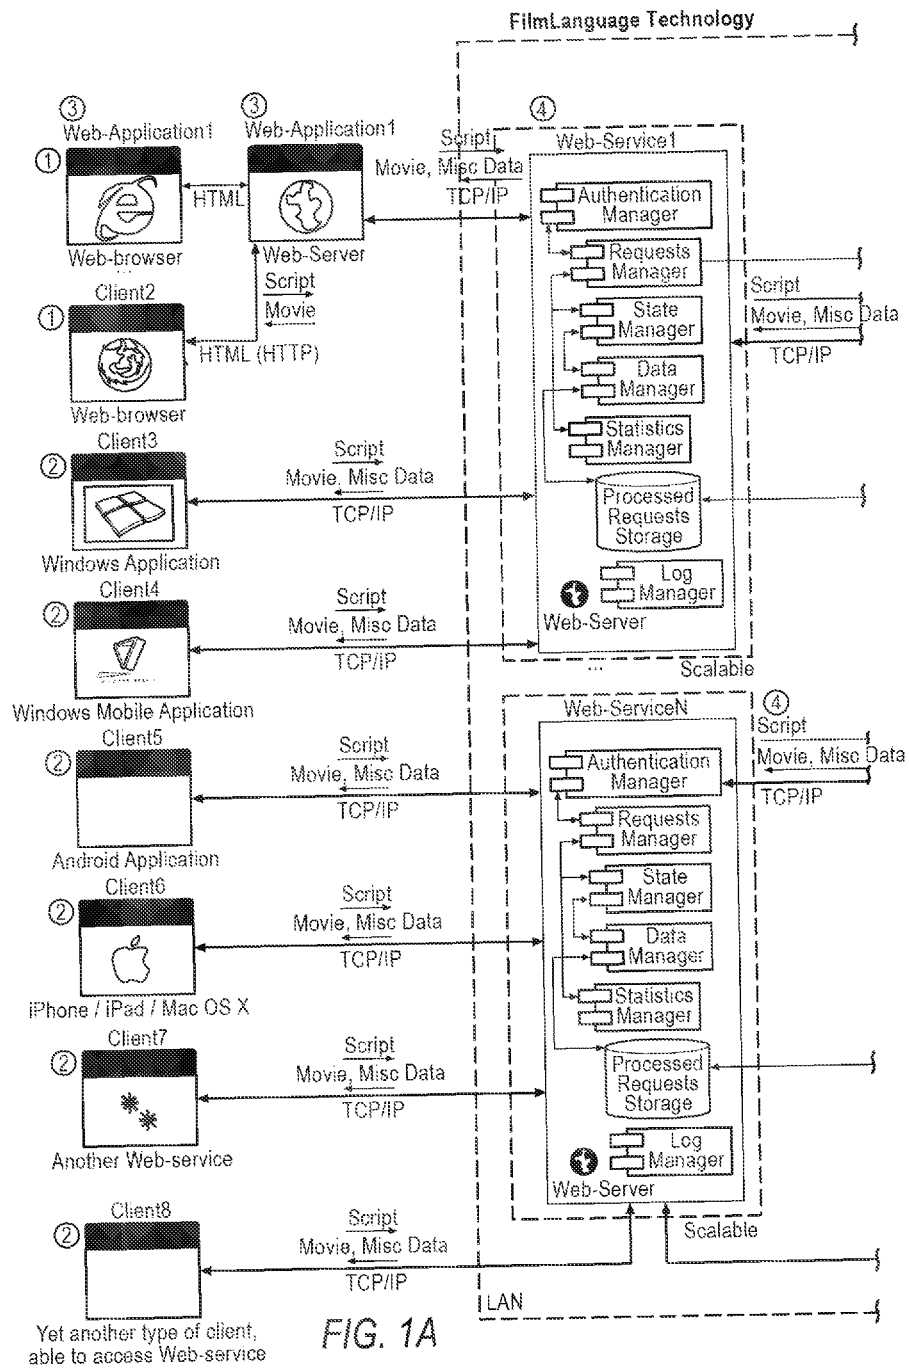 FilmLanguage Technology
③
Web-Application1
①
Web-browser
...
③
Web-Application1
HTML
Web-Server
Script
Movie
Client2
①
HTML (HTTP)
Web-browser
Client3
②
Script
Movie, Misc Data
TCP/IP
Windows Application
Client4
②
Script
Movie, Misc Data
TCP/IP
Windows Mobile Application
Client5
②
Script
Movie, Misc Data
TCP/IP
Android Application
Client6
②
Script
Movie, Misc Data
TCP/IP
iPhone / iPad / Mac OS X
Client7
②
Script
Movie, Misc Data
TCP/IP
Another Web-service
Client8
②
Script
Movie, Misc Data
TCP/IP
Yet another type of client,
able to access Web-service
④
Script
Movie, Misc Data
TCP/IP
Web-Service1
Authentication
Manager
Requests
Manager
State
Manager
Data
Manager
Statistics
Manager
Processed
Requests
Storage
Log
Manager
Web-Server
...
Scalable
Script
Movie, Misc Data
TCP/IP
Web-ServiceN
④
Script
Movie, Misc Data
TCP/IP
Authentication
Manager
Requests
Manager
State
Manager
Data
Manager
Statistics
Manager
Processed
Requests
Storage
Log
Manager
Web-Server
Scalable
LAN
FIG. 1A